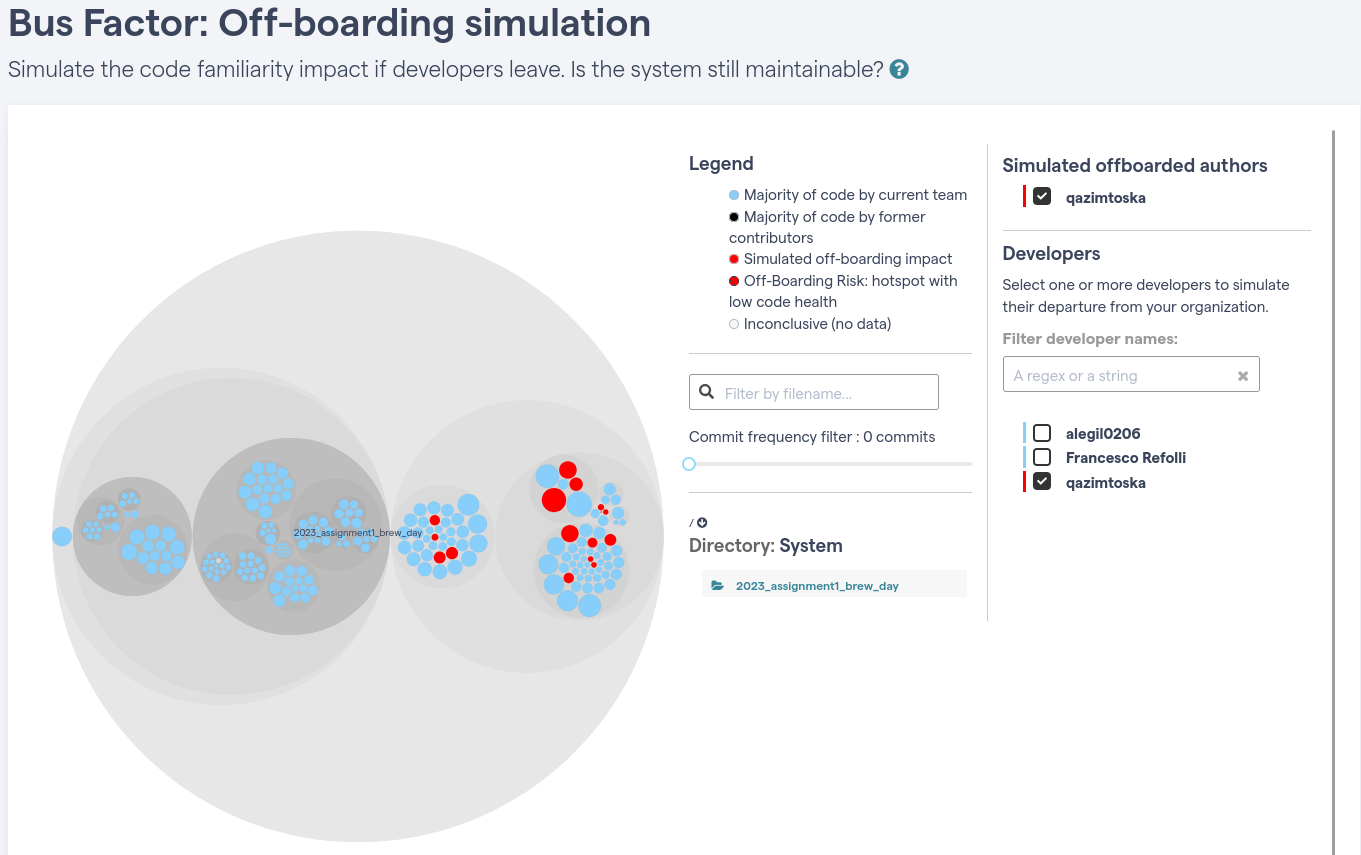 Bus Factor: Off-boarding simulation
Simulate the code familiarity impact if developers leave. Is the system still maintainable? ?
2023_assignment1_brew_day
Legend
Majority of code by current team
Majority of code by former
contributors
Simulated off-boarding impact
Off-Boarding Risk: hotspot with
low code health
Inconclusive (no data)
Filter by filename...
Commit frequency filter : 0 commits
/
Directory: System
2023_assignment1_brew_day
Simulated offboarded authors
qazimtoska
Developers
Select one or more developers to simulate
their departure from your organization.
Filter developer names:
A regex or a string
alegil0206
Francesco Refolli
qazimtoska